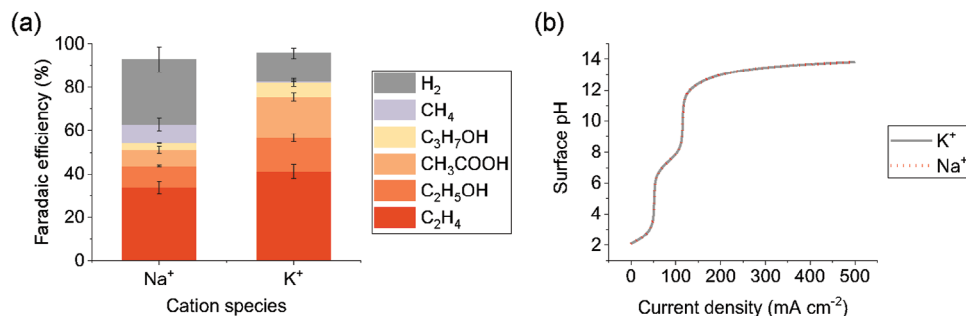 (a)
Faradaic efficiency (%)
100
80
60
40
20
0
Na⁺
K⁺
Cation species
H₂
CH₄
C₃H₇OH
CH₃COOH
C₂H₅OH
C₂H₄
(b)
Surface pH
14
12
10
8
6
4
2
0 100 200 300 400 500
Current density (mA cm⁻²)
K⁺
Na⁺